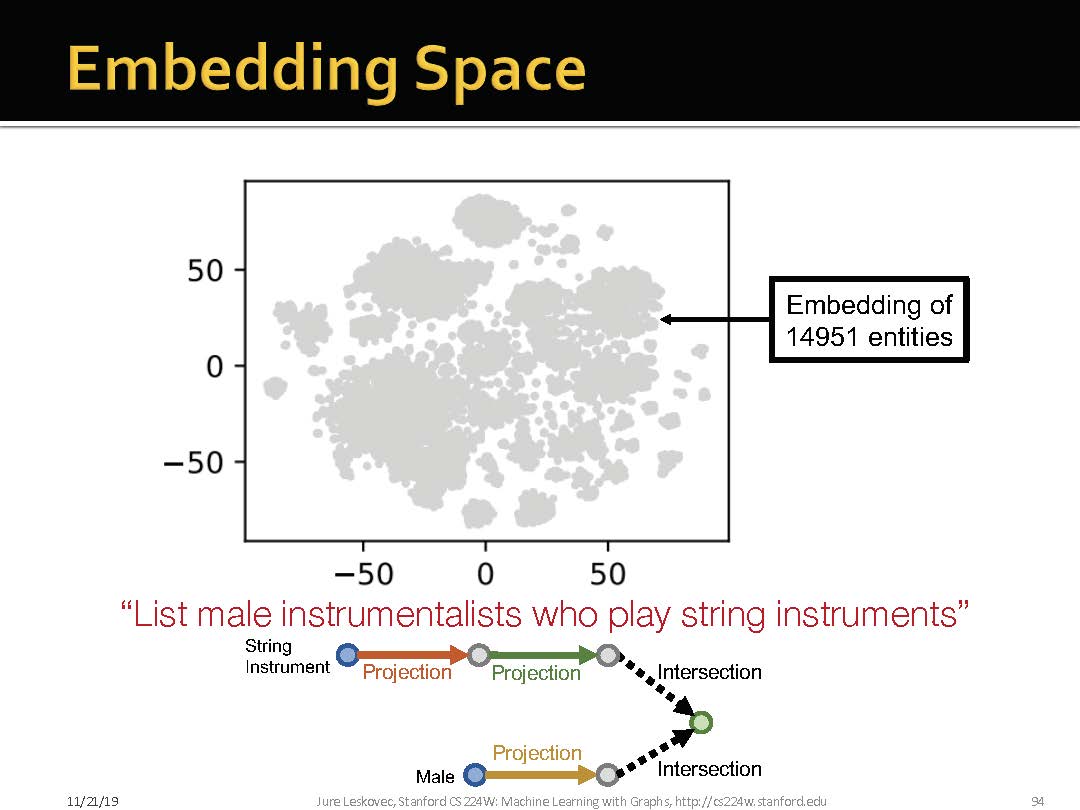 Embedding Space
50
0
−50
−50 0 50
Embedding of
14951 entities
“List male instrumentalists who play string instruments”
String
Instrument
Projection
Projection
Intersection
Projection
Male
Intersection
11/21/19
Jure Leskovec, Stanford CS224W: Machine Learning with Graphs, http://cs224w.stanford.edu
94